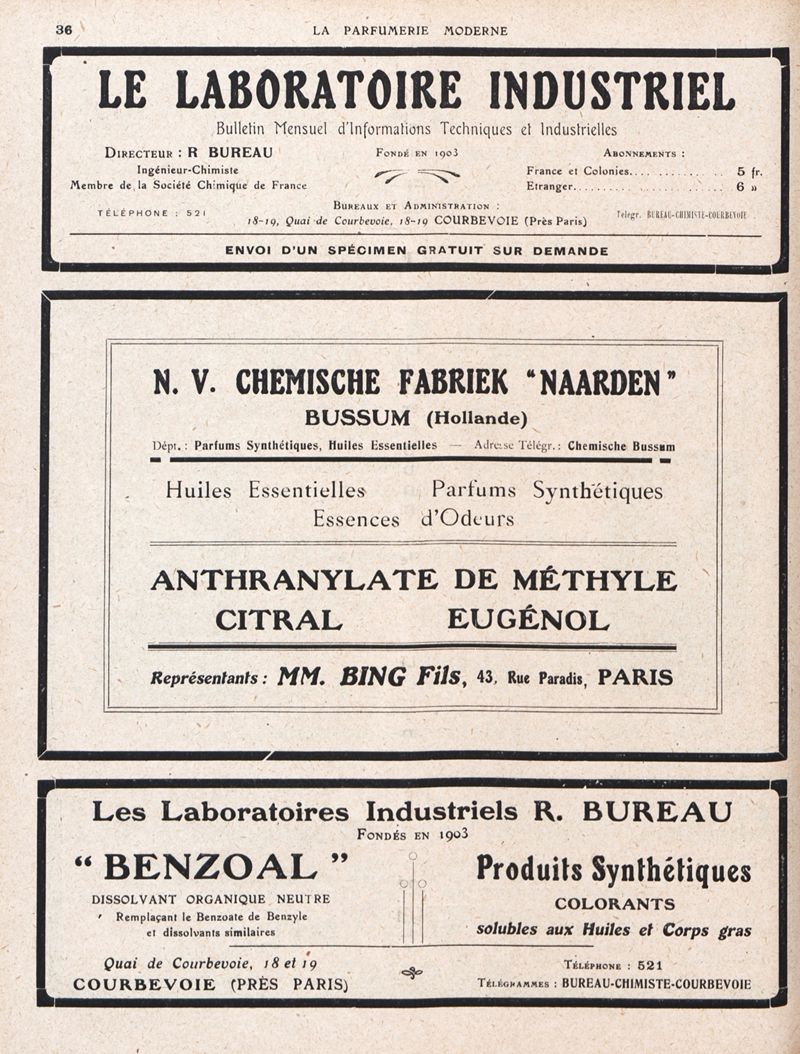 36
LA PARFUMERIE MODERNE
LE LABORATOIRE INDUSTRIEL
Bulletin Mensuel d'Informations Techniques et Industrielles
DIRECTEUR : R BUREAU
Ingénieur-Chimiste
Membre de la Société Chimique de France
TÉLÉPHONE : 521
FONDÉ EN 1903
ABONNEMENTS :
France et Colonies.. . . . . . . . . . . 5 fr.
Etranger. . . . . . . . . . . . . . . . . . . 6 »
BUREAUX ET ADMINISTRATION :
18-19, Quai de Courbevoie, 18-19 COURBEVOIE (Près Paris)
Telegr. BUREAU-CHIMISTE-COURBEVOIE
ENVOI D'UN SPÉCIMEN GRATUIT SUR DEMANDE
N. V. CHEMISCHE FABRIEK “NAARDEN”
BUSSUM (Hollande)
Dépt. : Parfums Synthétiques, Huiles Essentielles — Adresse Télégr. : Chemische Bussum
Huiles Essentielles Parfums Synthétiques
Essences d'Odeurs
ANTHRANYLATE DE MÉTHYLE
CITRAL EUGÉNOL
Représentants : MM. BING Fils, 43, Rue Paradis, PARIS
Les Laboratoires Industriels R. BUREAU
FONDÉS EN 1903
“ BENZOAL ”
DISSOLVANT ORGANIQUE NEUTRE
Remplaçant le Benzoate de Benzyle
et dissolvants similaires
Quai de Courbevoie, 18 et 19
COURBEVOIE (PRÈS PARIS)
Produits Synthétiques
COLORANTS
solubles aux Huiles et Corps gras
TÉLÉPHONE : 521
TÉLÉGRAMMES : BUREAU-CHIMISTE-COURBEVOIE